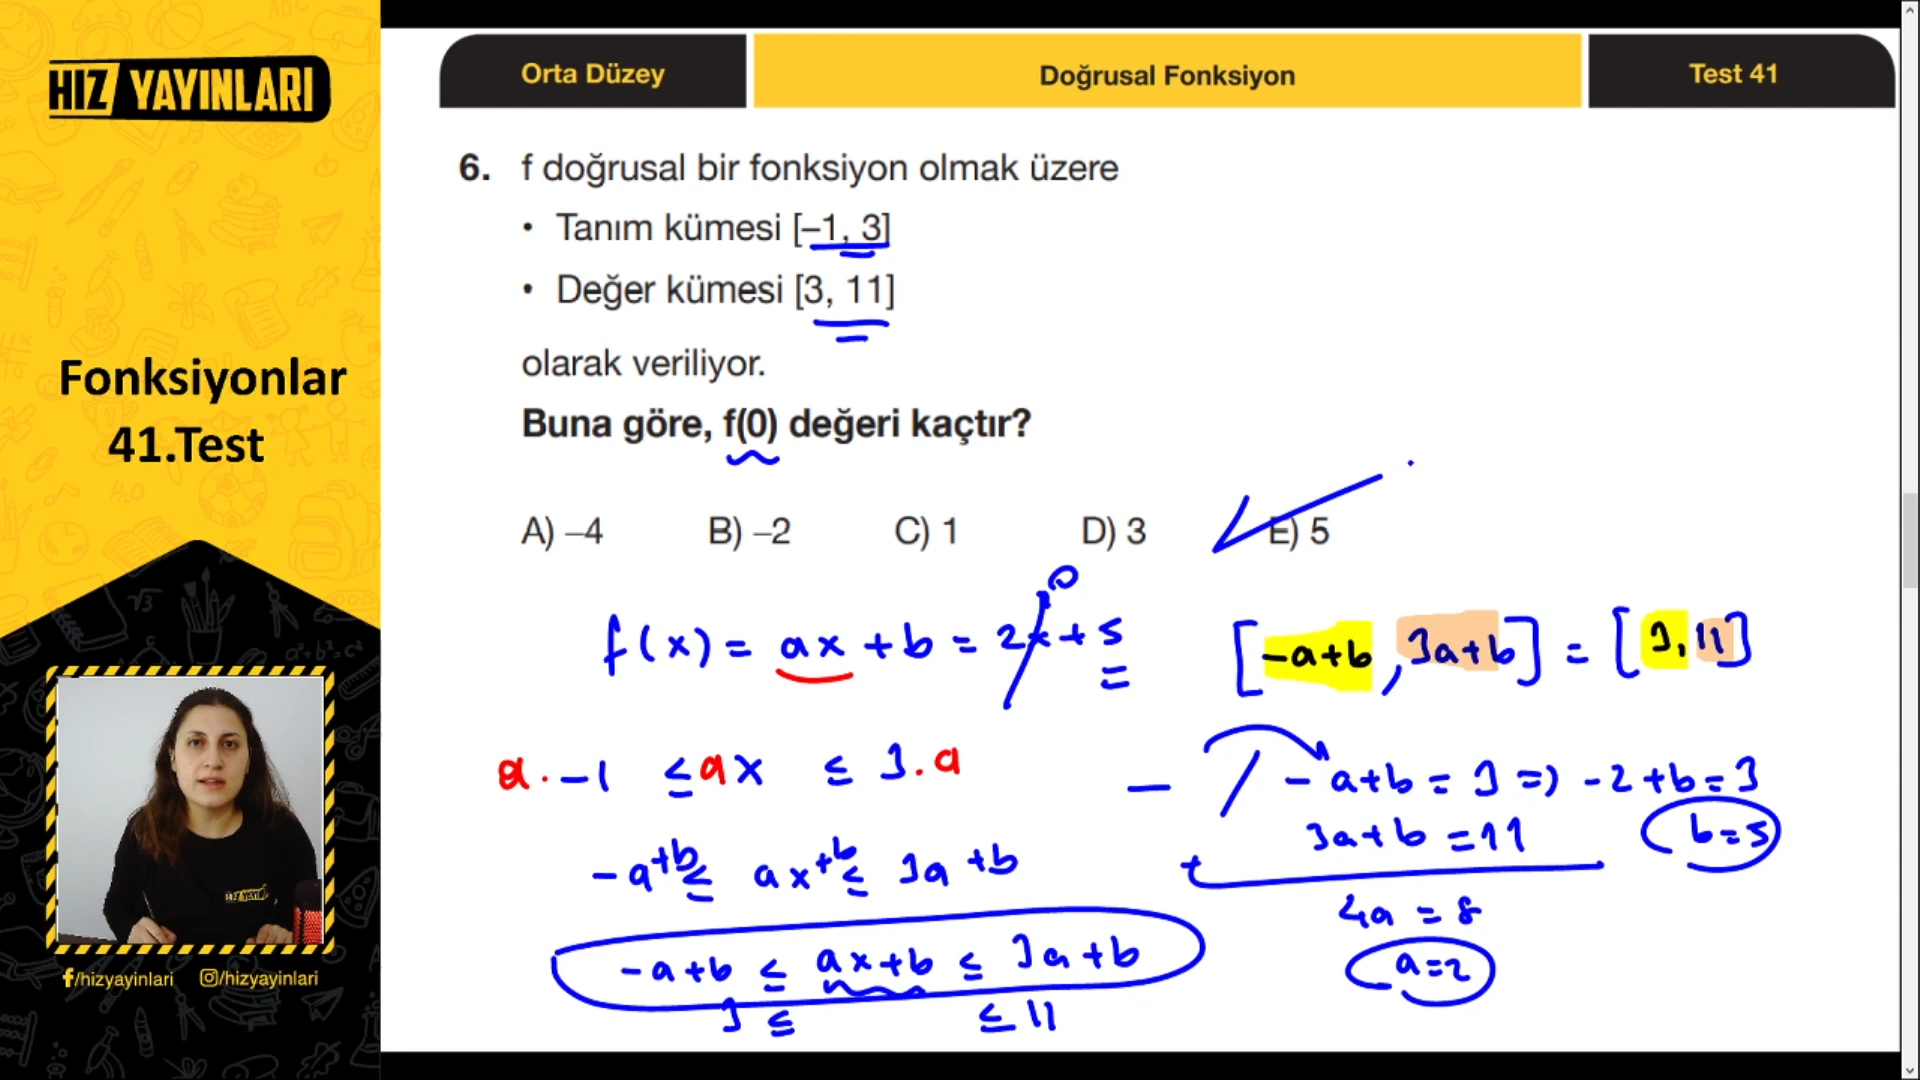 HIZ YAYINLARI
Fonksiyonlar
41.Test
f/hizyayinlari /hizyayinlari
Orta Düzey
Doğrusal Fonksiyon
Test 41
6. f doğrusal bir fonksiyon olmak üzere
• Tanım kümesi [–1, 3]
• Değer kümesi [3, 11]
olarak veriliyor.
Buna göre, f(0) değeri kaçtır?
A) –4 B) –2 C) 1 D) 3 E) 5
0
f(x) = ax + b = 2x + 5
[-a+b, 3a+b] = [3, 11]
a . -1 ≤ ax ≤ 3 . a
-a+b ≤ ax+b ≤ 3a +b
-a+b ≤ ax+b ≤ 3a+b
3 ≤ ≤ 11
- / -a+b = 3 => -2+b=3
3a+b = 11
b=5
+
4a = 8
a=2